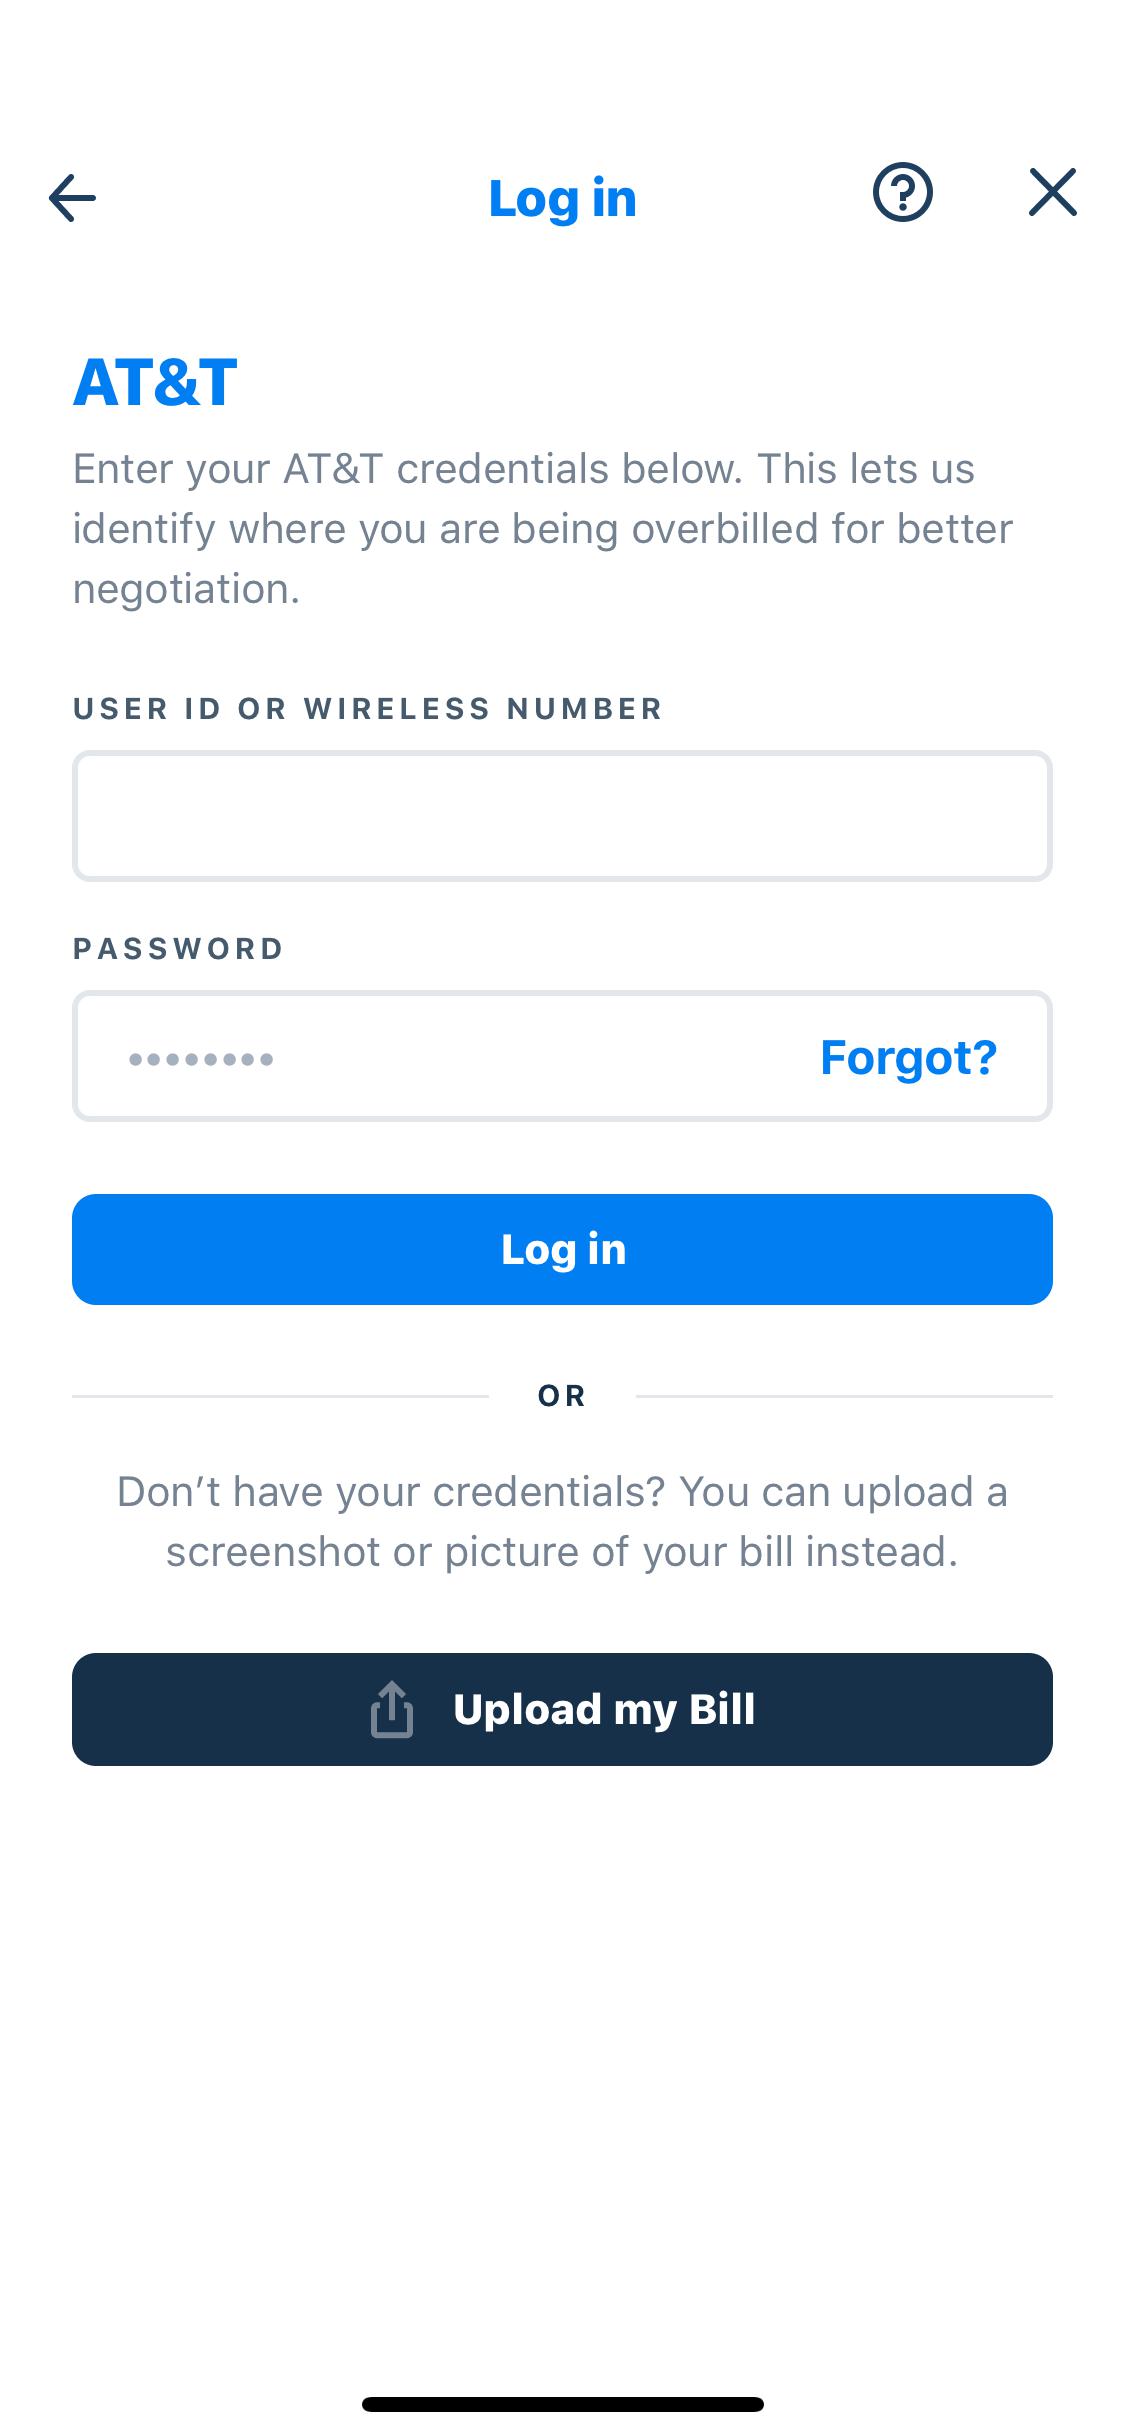 Log in
AT&T
Enter your AT&T credentials below. This lets us
identify where you are being overbilled for better
negotiation.
USER ID OR WIRELESS NUMBER
PASSWORD
•••••••• Forgot?
Log in
OR
Don’t have your credentials? You can upload a
screenshot or picture of your bill instead.
Upload my Bill